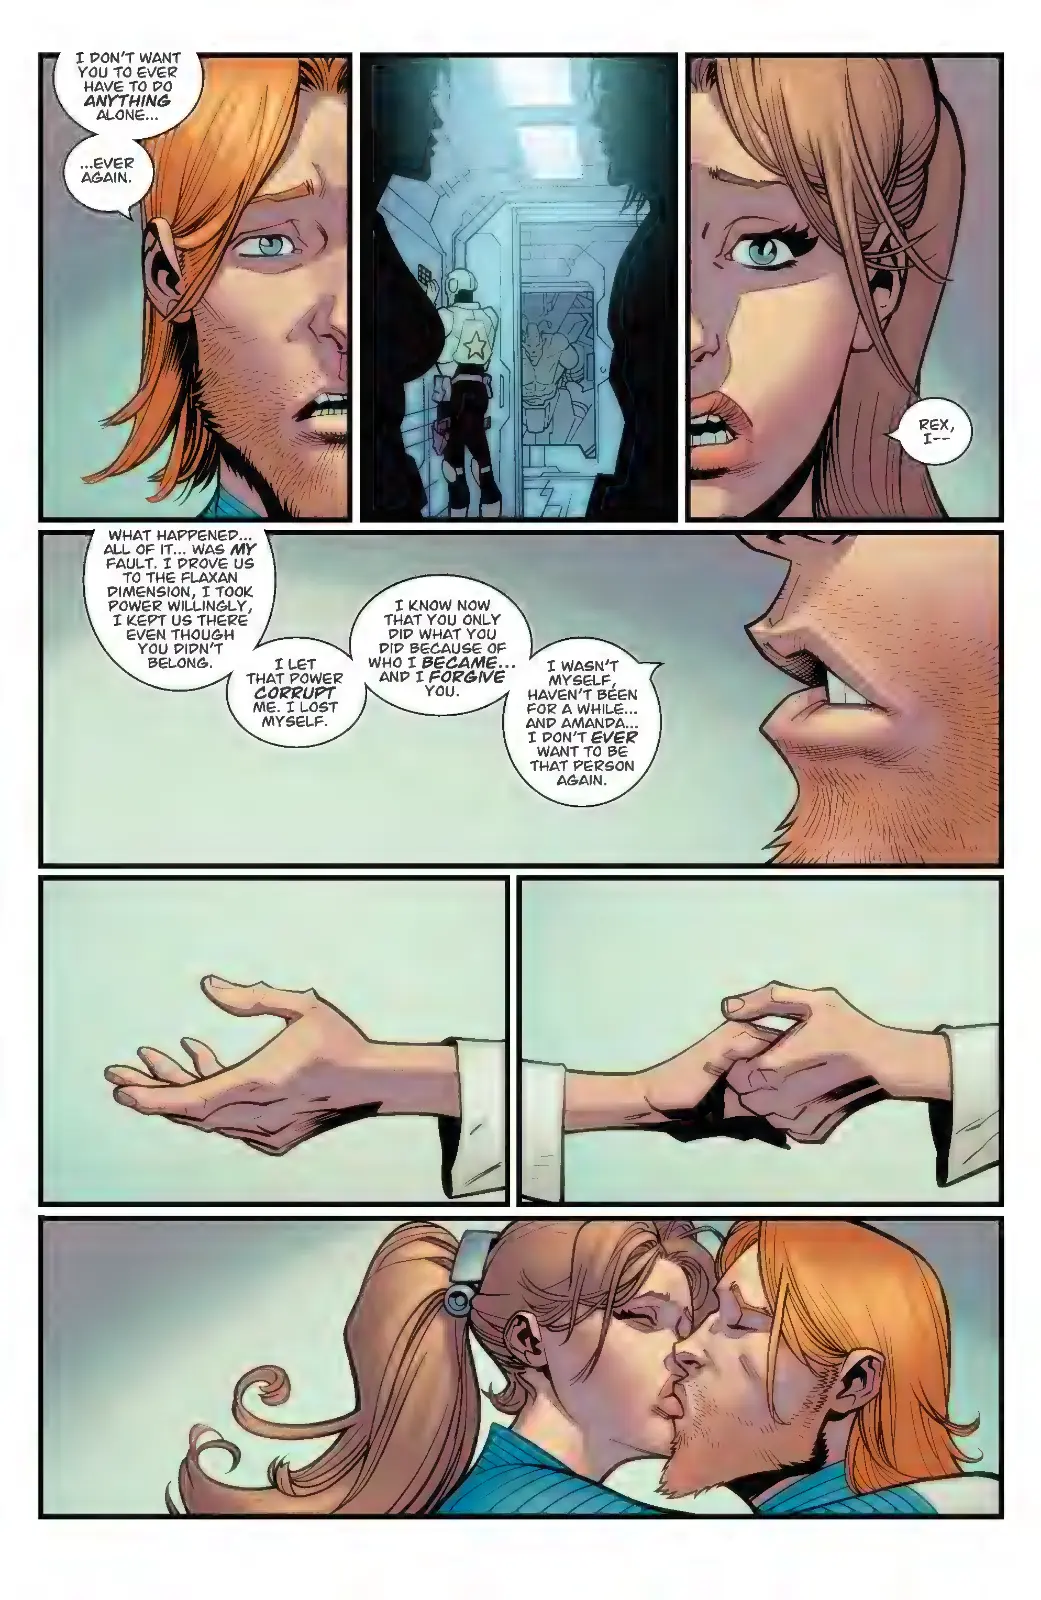 I DON'T WANT
YOU TO EVER
HAVE TO DO
ANYTHING
ALONE...
...EVER
AGAIN.
REX,
I--
WHAT HAPPENED...
ALL OF IT... WAS MY
FAULT. I DROVE US
TO THE FLAXAN
DIMENSION, I TOOK
POWER WILLINGLY,
I KEPT US THERE
EVEN THOUGH
YOU DIDN'T
BELONG.
I LET
THAT POWER
CORRUPT
ME. I LOST
MYSELF.
I KNOW NOW
THAT YOU ONLY
DID WHAT YOU
DID BECAUSE OF
WHO I BECAME...
AND I FORGIVE
YOU.
I WASN'T
MYSELF,
HAVEN'T BEEN
FOR A WHILE...
AND AMANDA...
I DON'T EVER
WANT TO BE
THAT PERSON
AGAIN.